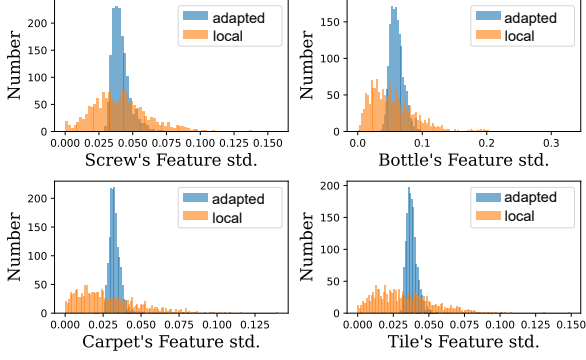 Number
200
150
100
50
0
adapted
local
0.000 0.025 0.050 0.075 0.100 0.125 0.150
Screw's Feature std.
Number
150
100
50
0
adapted
local
0.0 0.1 0.2 0.3
Bottle's Feature std.
Number
200
150
100
50
0
adapted
local
0.000 0.025 0.050 0.075 0.100 0.125
Carpet's Feature std.
Number
200
150
100
50
0
adapted
local
0.000 0.025 0.050 0.075 0.100 0.125 0.150
Tile's Feature std.